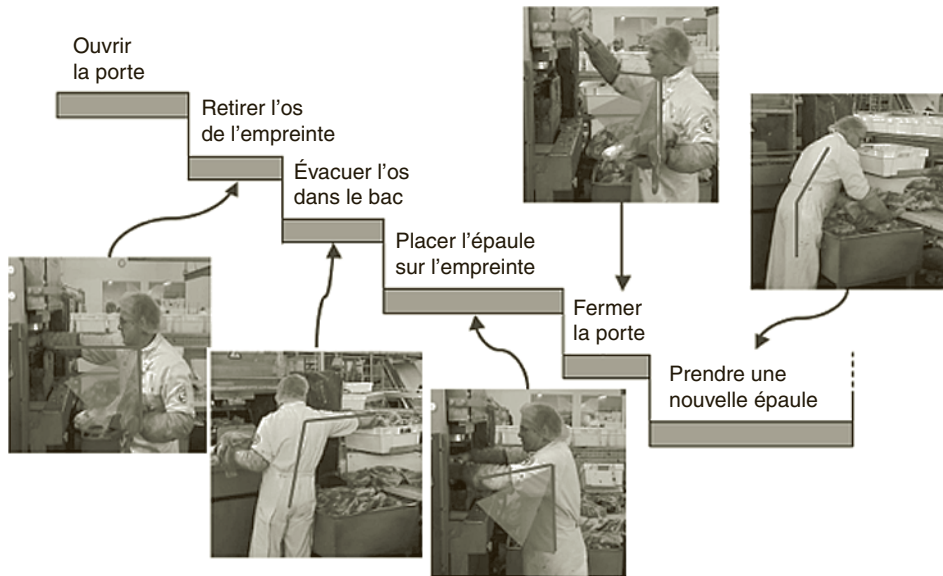 Ouvrir
la porte
Retirer l'os
de l'empreinte
Évacuer l'os
dans le bac
Placer l'épaule
sur l'empreinte
Fermer
la porte
Prendre une
nouvelle épaule